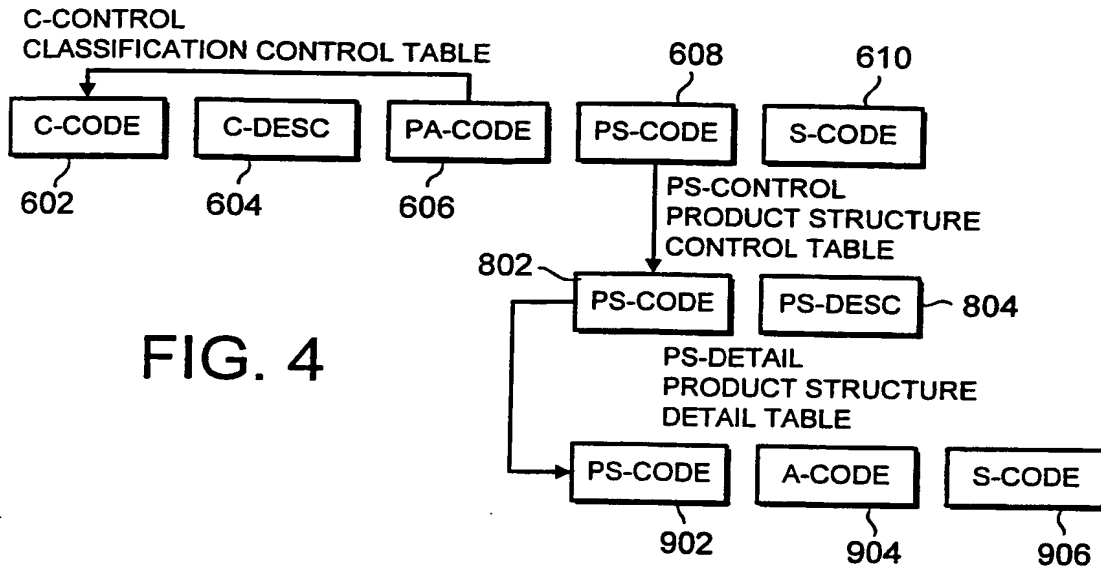 C-CONTROL
CLASSIFICATION CONTROL TABLE
608
610
C-CODE
C-DESC
PA-CODE
PS-CODE
S-CODE
602
604
606
PS-CONTROL
PRODUCT STRUCTURE
CONTROL TABLE
802
PS-CODE
PS-DESC
804
FIG. 4
PS-DETAIL
PRODUCT STRUCTURE
DETAIL TABLE
PS-CODE
A-CODE
S-CODE
902
904
906